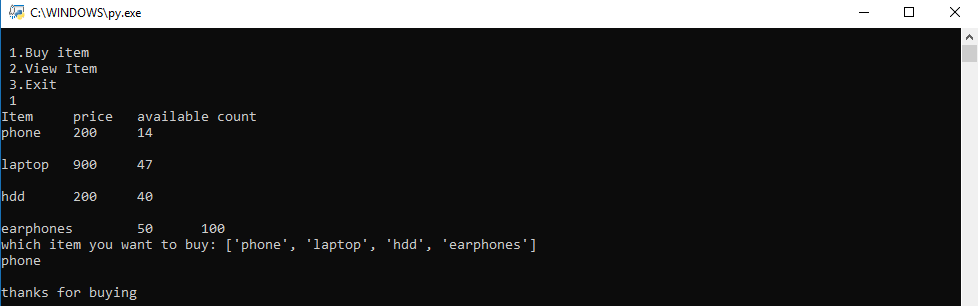 C:\WINDOWS\py.exe
1.Buy item
2.View Item
3.Exit
1
Item     price   available count
phone    200     14
laptop   900     47
hdd      200     40
earphones        50      100
which item you want to buy: ['phone', 'laptop', 'hdd', 'earphones']
phone
thanks for buying